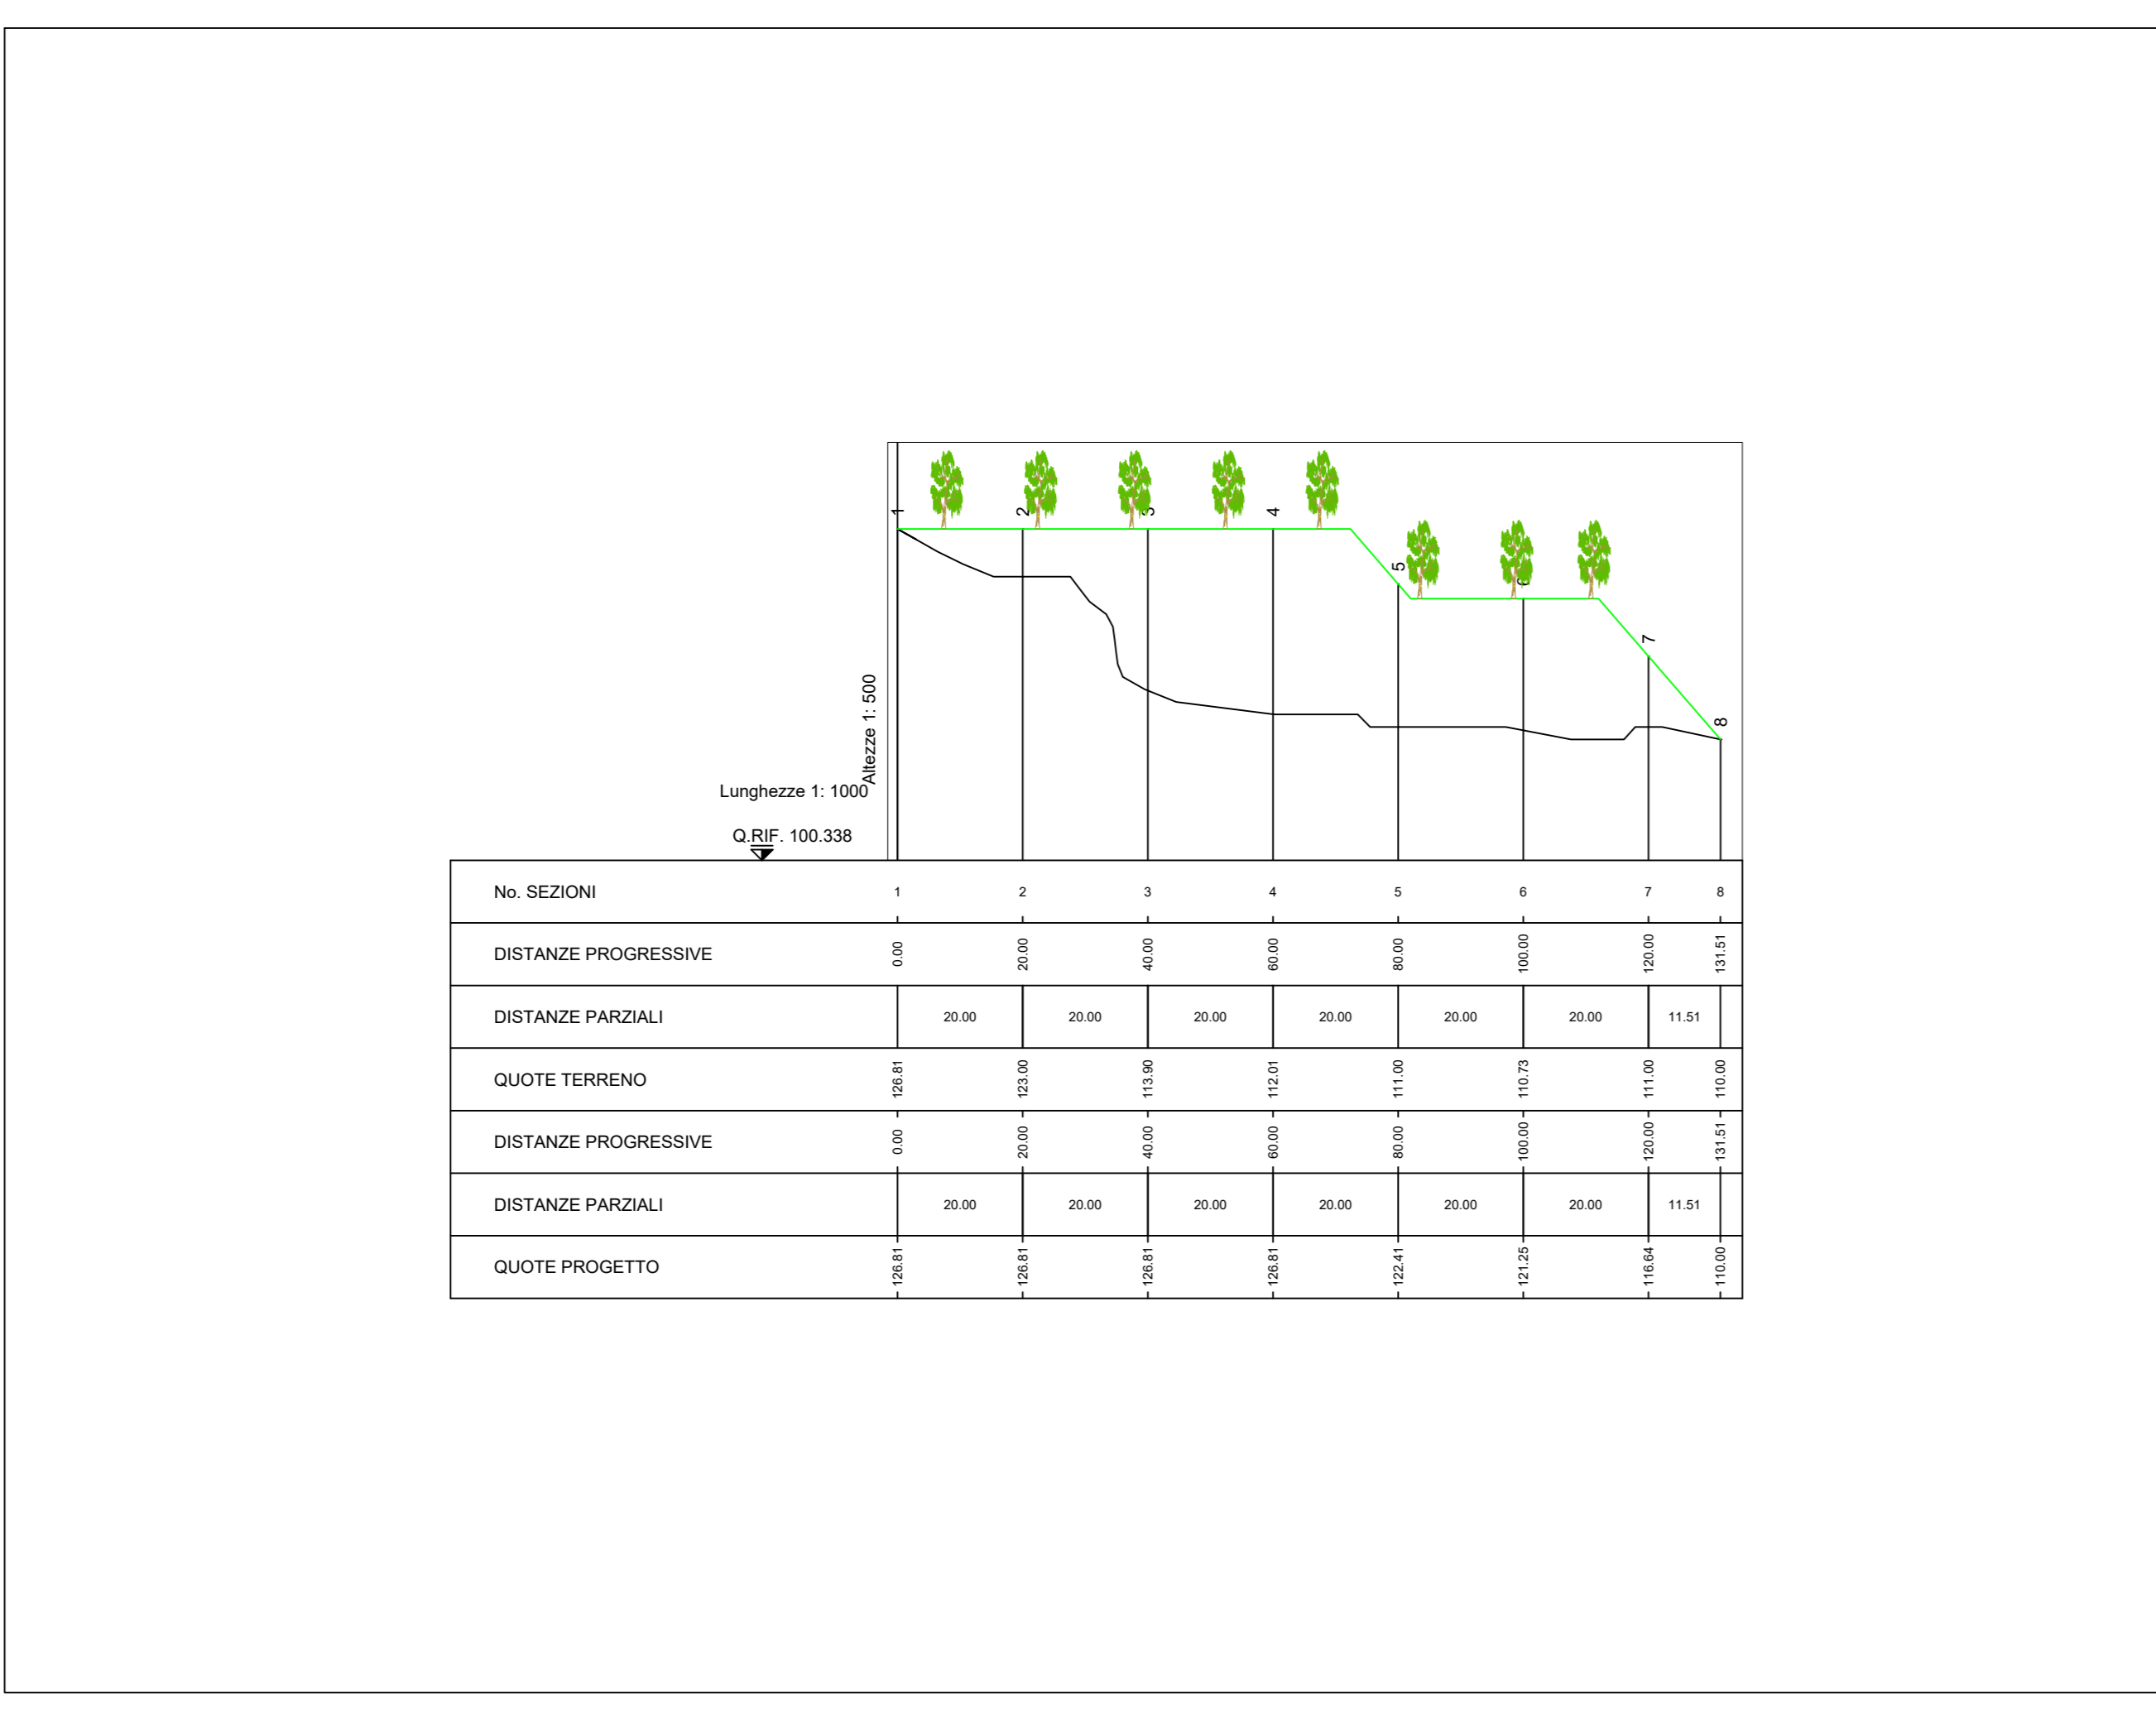 1 2 3 4 5 6 7 8
Altezze 1: 500
Lunghezze 1: 1000
Q.RIF. 100.338
No. SEZIONI 1 2 3 4 5 6 7 8
DISTANZE PROGRESSIVE 0.00 20.00 40.00 60.00 80.00 100.00 120.00 131.51
DISTANZE PARZIALI 20.00 20.00 20.00 20.00 20.00 20.00 11.51
QUOTE TERRENO 126.81 123.00 113.90 112.01 111.00 110.73 111.00 110.00
DISTANZE PROGRESSIVE 0.00 20.00 40.00 60.00 80.00 100.00 120.00 131.51
DISTANZE PARZIALI 20.00 20.00 20.00 20.00 20.00 20.00 11.51
QUOTE PROGETTO 126.81 126.81 126.81 126.81 122.41 121.25 116.64 110.00